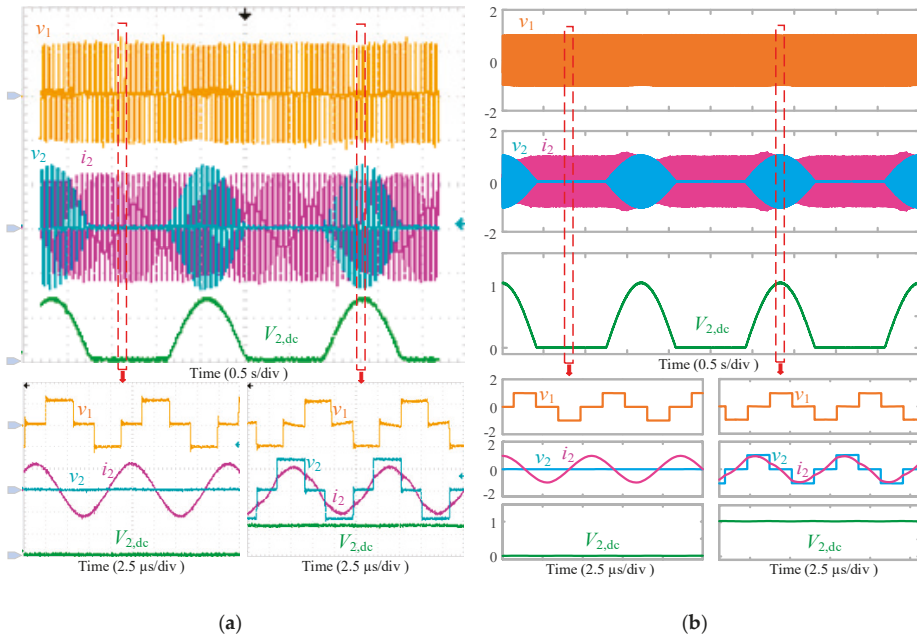 v1
v2 i2
V2,dc
Time (0.5 s/div )
v1
v2 i2
V2,dc
Time (2.5 µs/div )
v1
v2
i2
V2,dc
Time (2.5 µs/div )
(a)
2
v1
0
-2
2
v2 i2
0
-2
1
V2,dc
0
Time (0.5 s/div )
2
v1
0
2
2
v2 i2
0
-2
1
V2,dc
0
Time (2.5 µs/div )
v1
v2 i2
V2,dc
Time (2.5 µs/div )
(b)